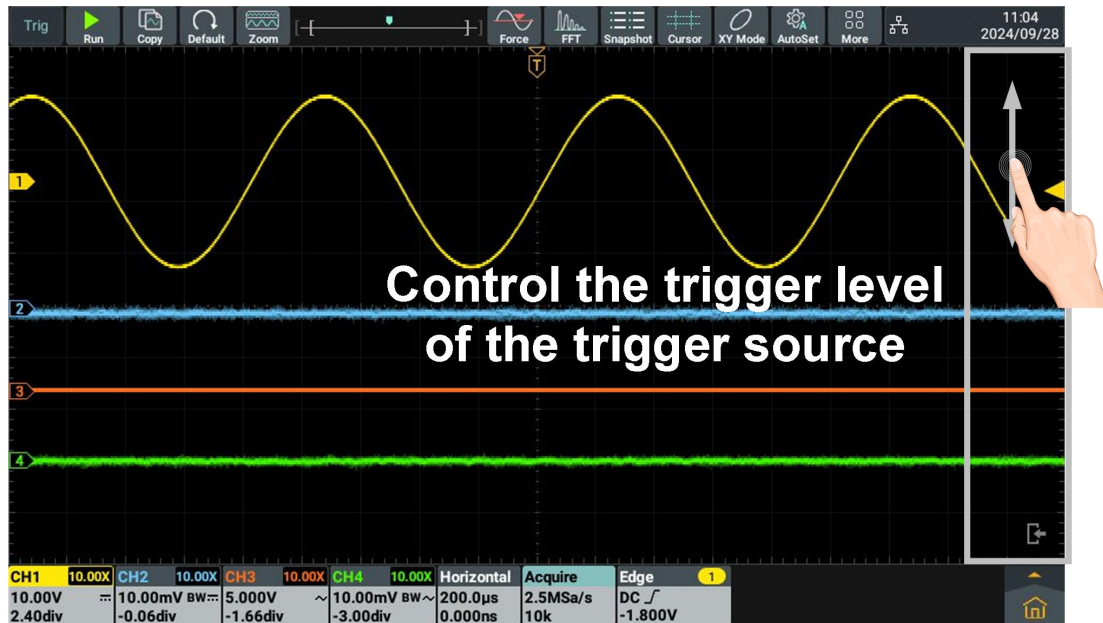 Trig Run Copy Default Zoom Force FFT Snapshot Cursor XY Mode AutoSet More 11:04
2024/09/28
T
1
Control the trigger level
2
of the trigger source
3
4
CH1 10.00X CH2 10.00X CH3 10.00X CH4 10.00X Horizontal Acquire Edge 1
10.00V 10.00mV BW 5.000V 10.00mV BW 200.0μs 2.5MSa/s DC
2.40div -0.06div -1.66div -3.00div 0.000ns 10k -1.800V